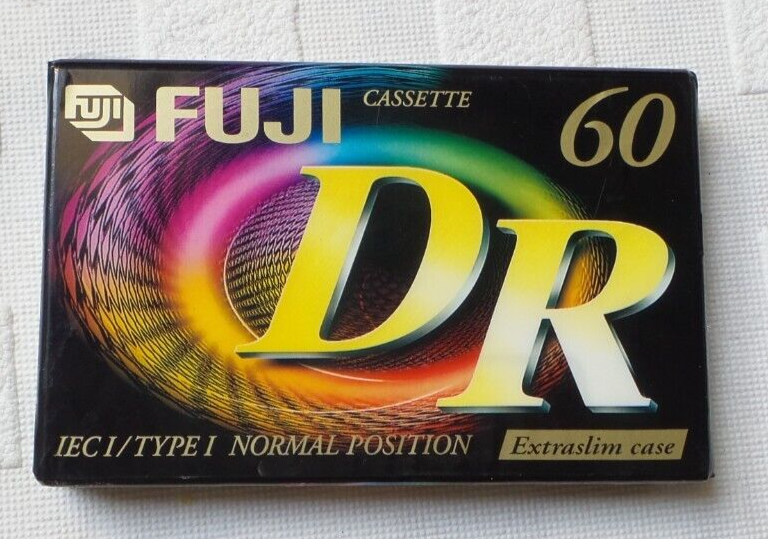 FUJI FUJI CASSETTE 60
DR
IEC I/TYPE I NORMAL POSITION Extraslim case